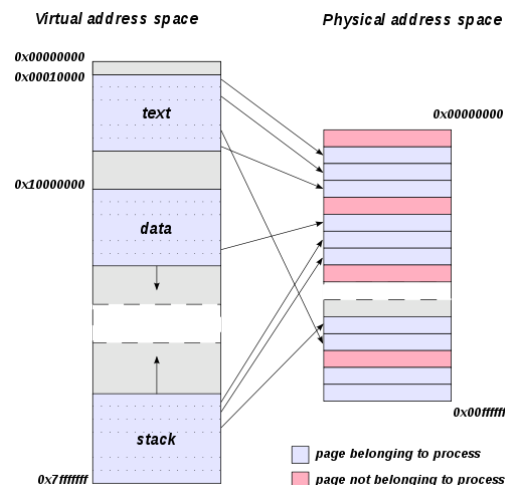 Virtual address space
Physical address space
0x00000000
0x00010000
text
0x00000000
0x10000000
data
stack
0x00ffffff
page belonging to process
0x7fffffff
page not belonging to process